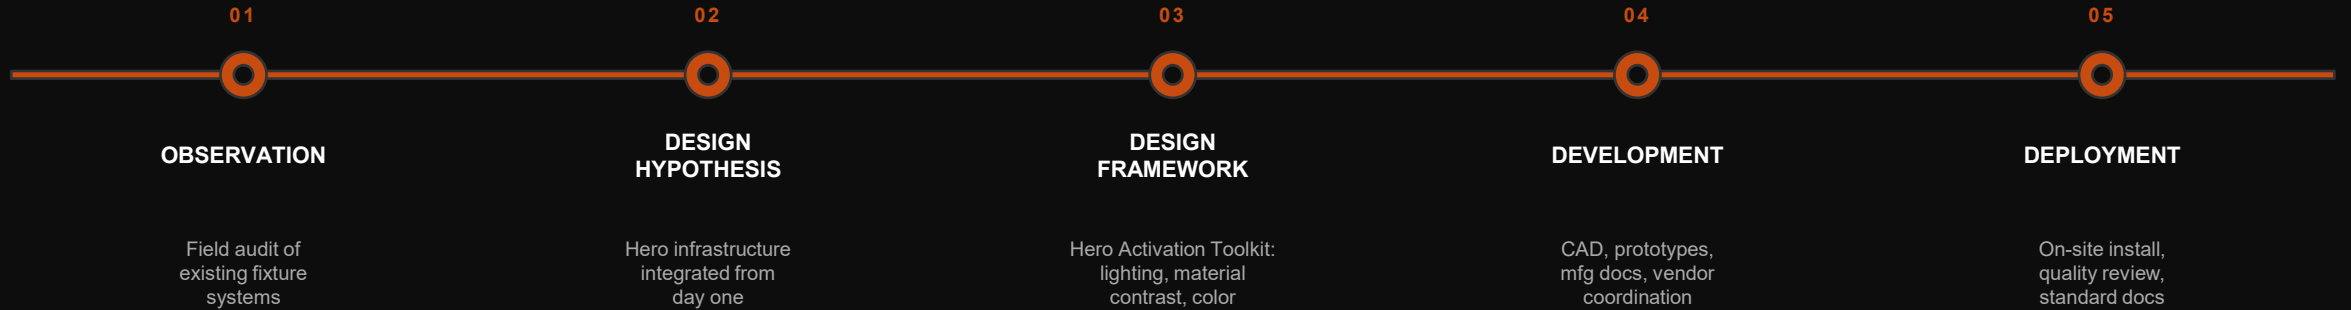 01
OBSERVATION
Field audit of
existing fixture
systems
02
DESIGN
HYPOTHESIS
Hero infrastructure
integrated from
day one
03
DESIGN
FRAMEWORK
Hero Activation Toolkit:
lighting, material
contrast, color
04
DEVELOPMENT
CAD, prototypes,
mfg docs, vendor
coordination
05
DEPLOYMENT
On-site install,
quality review,
standard docs